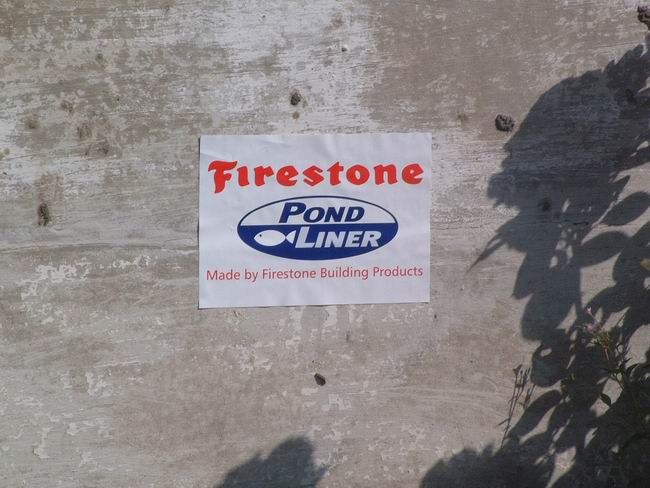 Firestone
POND
LINER
Made by Firestone Building Products